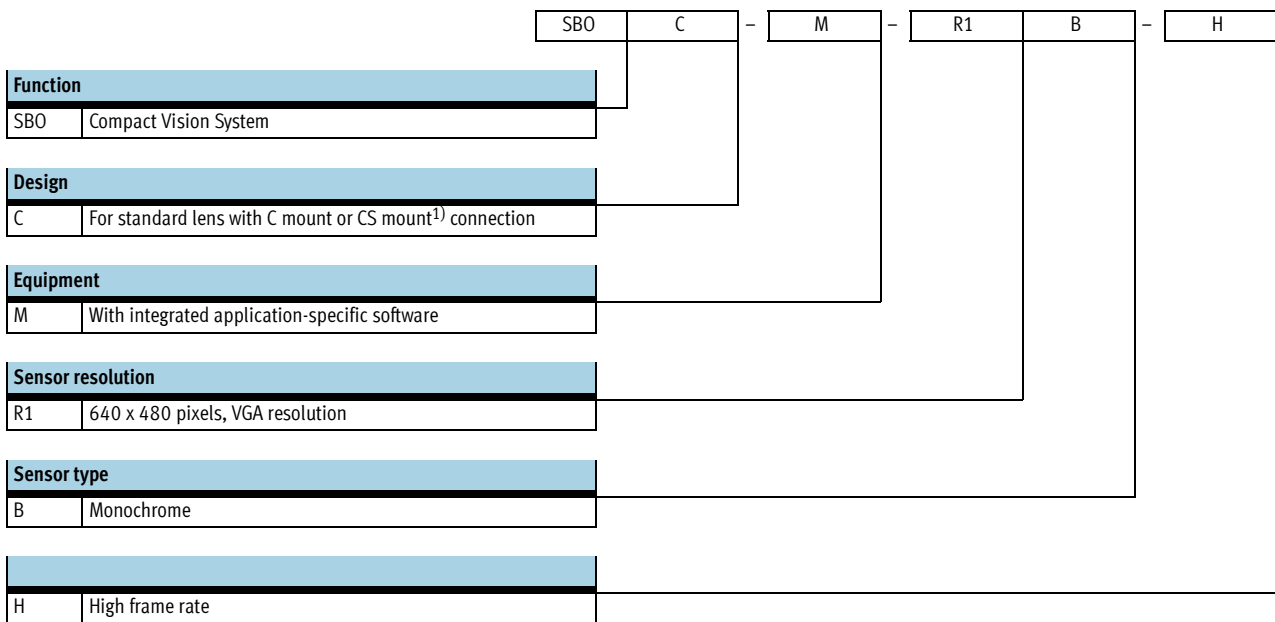 SBO C – M – R1 B – H
Function
SBO Compact Vision System
Design
C For standard lens with C mount or CS mount1) connection
Equipment
M With integrated application-specific software
Sensor resolution
R1 640 x 480 pixels, VGA resolution
Sensor type
B Monochrome
H High frame rate